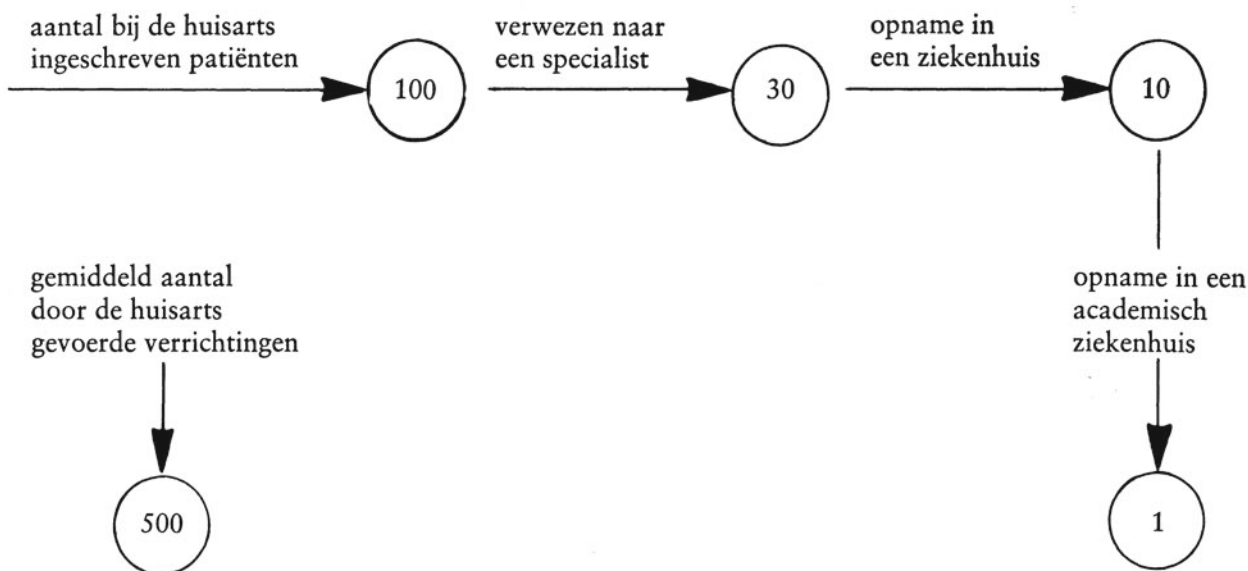 aantal bij de huisarts
ingeschreven patiënten
100
verwezen naar
een specialist
30
opname in
een ziekenhuis
10
gemiddeld aantal
door de huisarts
gevoerde verrichtingen
500
opname in een
academisch
ziekenhuis
1